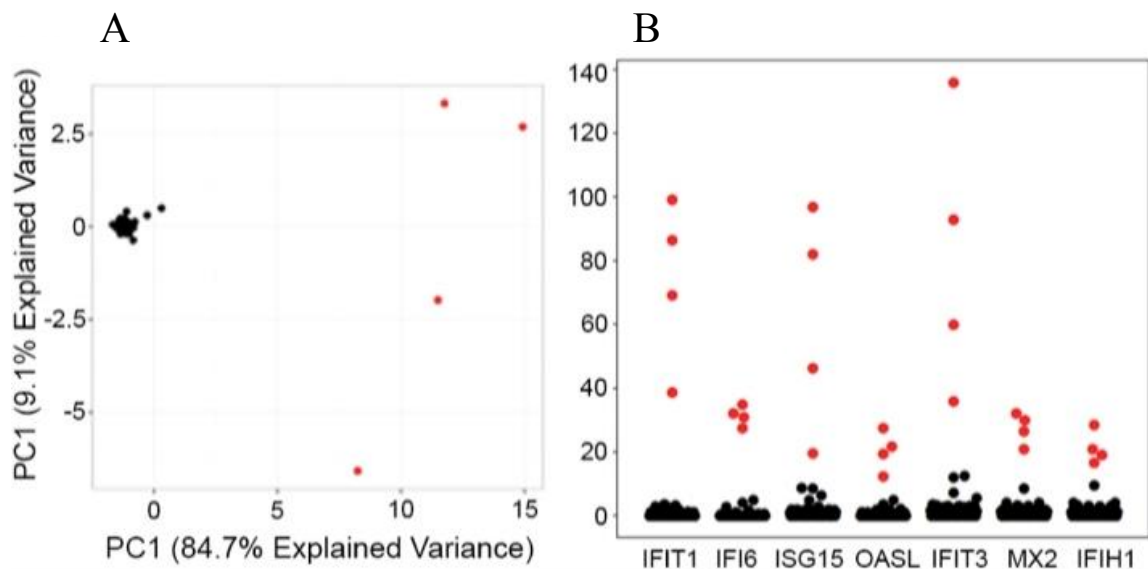 A
B
PC1 (9.1% Explained Variance)
2.5
0
-2.5
-5
0 5 10 15
PC1 (84.7% Explained Variance)
140
120
100
80
60
40
20
0
IFIT1 IFI6 ISG15 OASL IFIT3 MX2 IFIH1